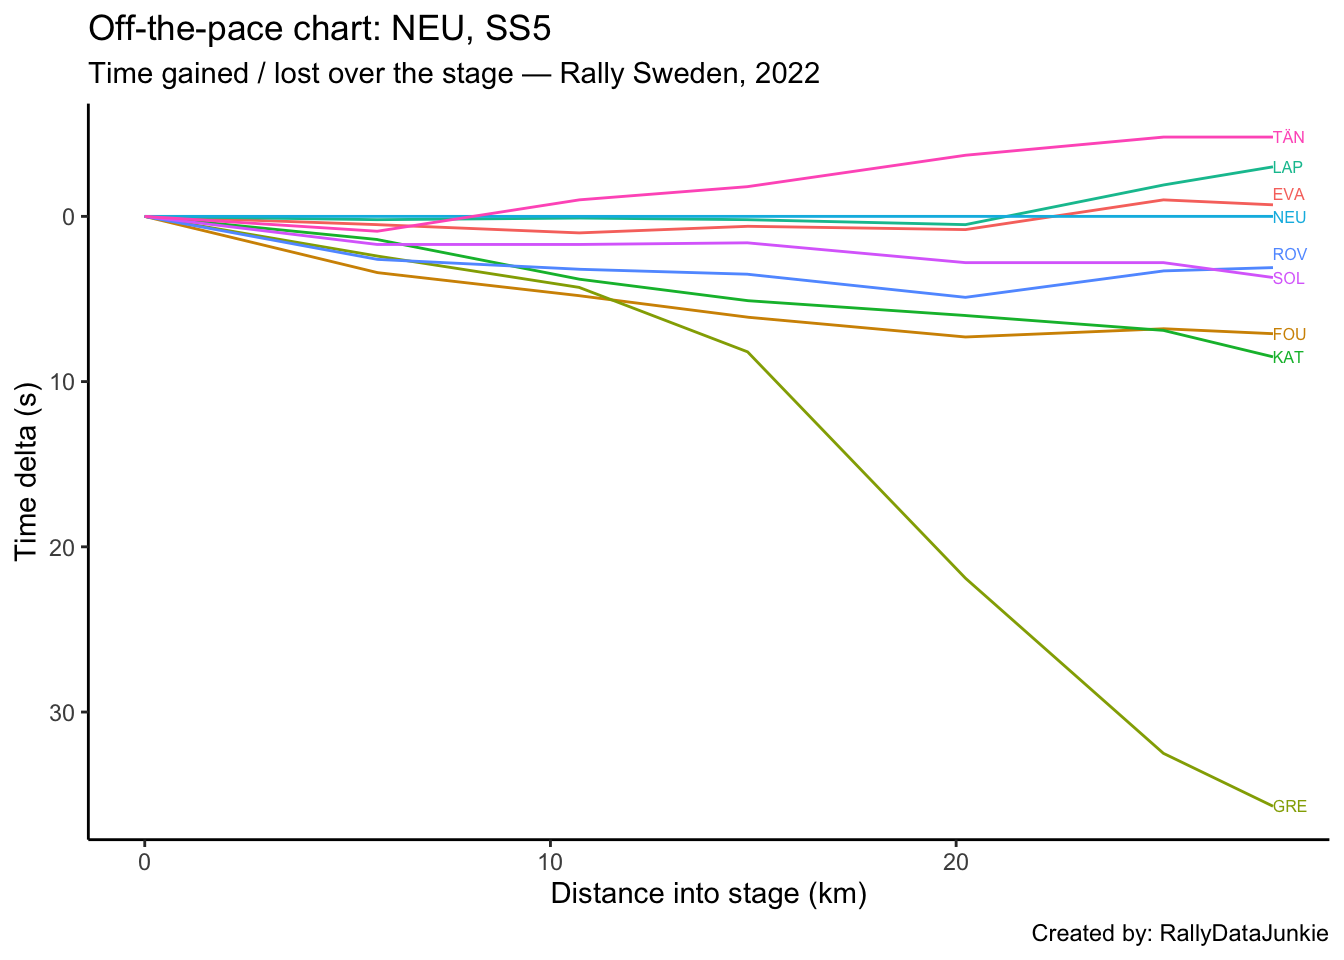 Off-the-pace chart: NEU, SS5
Time gained / lost over the stage — Rally Sweden, 2022
TÄN
LAP
EVA
NEU
ROV
SOL
FOU
KAT
GRE
0
10
20
30
Time delta (s)
0
10
20
Distance into stage (km)
Created by: RallyDataJunkie